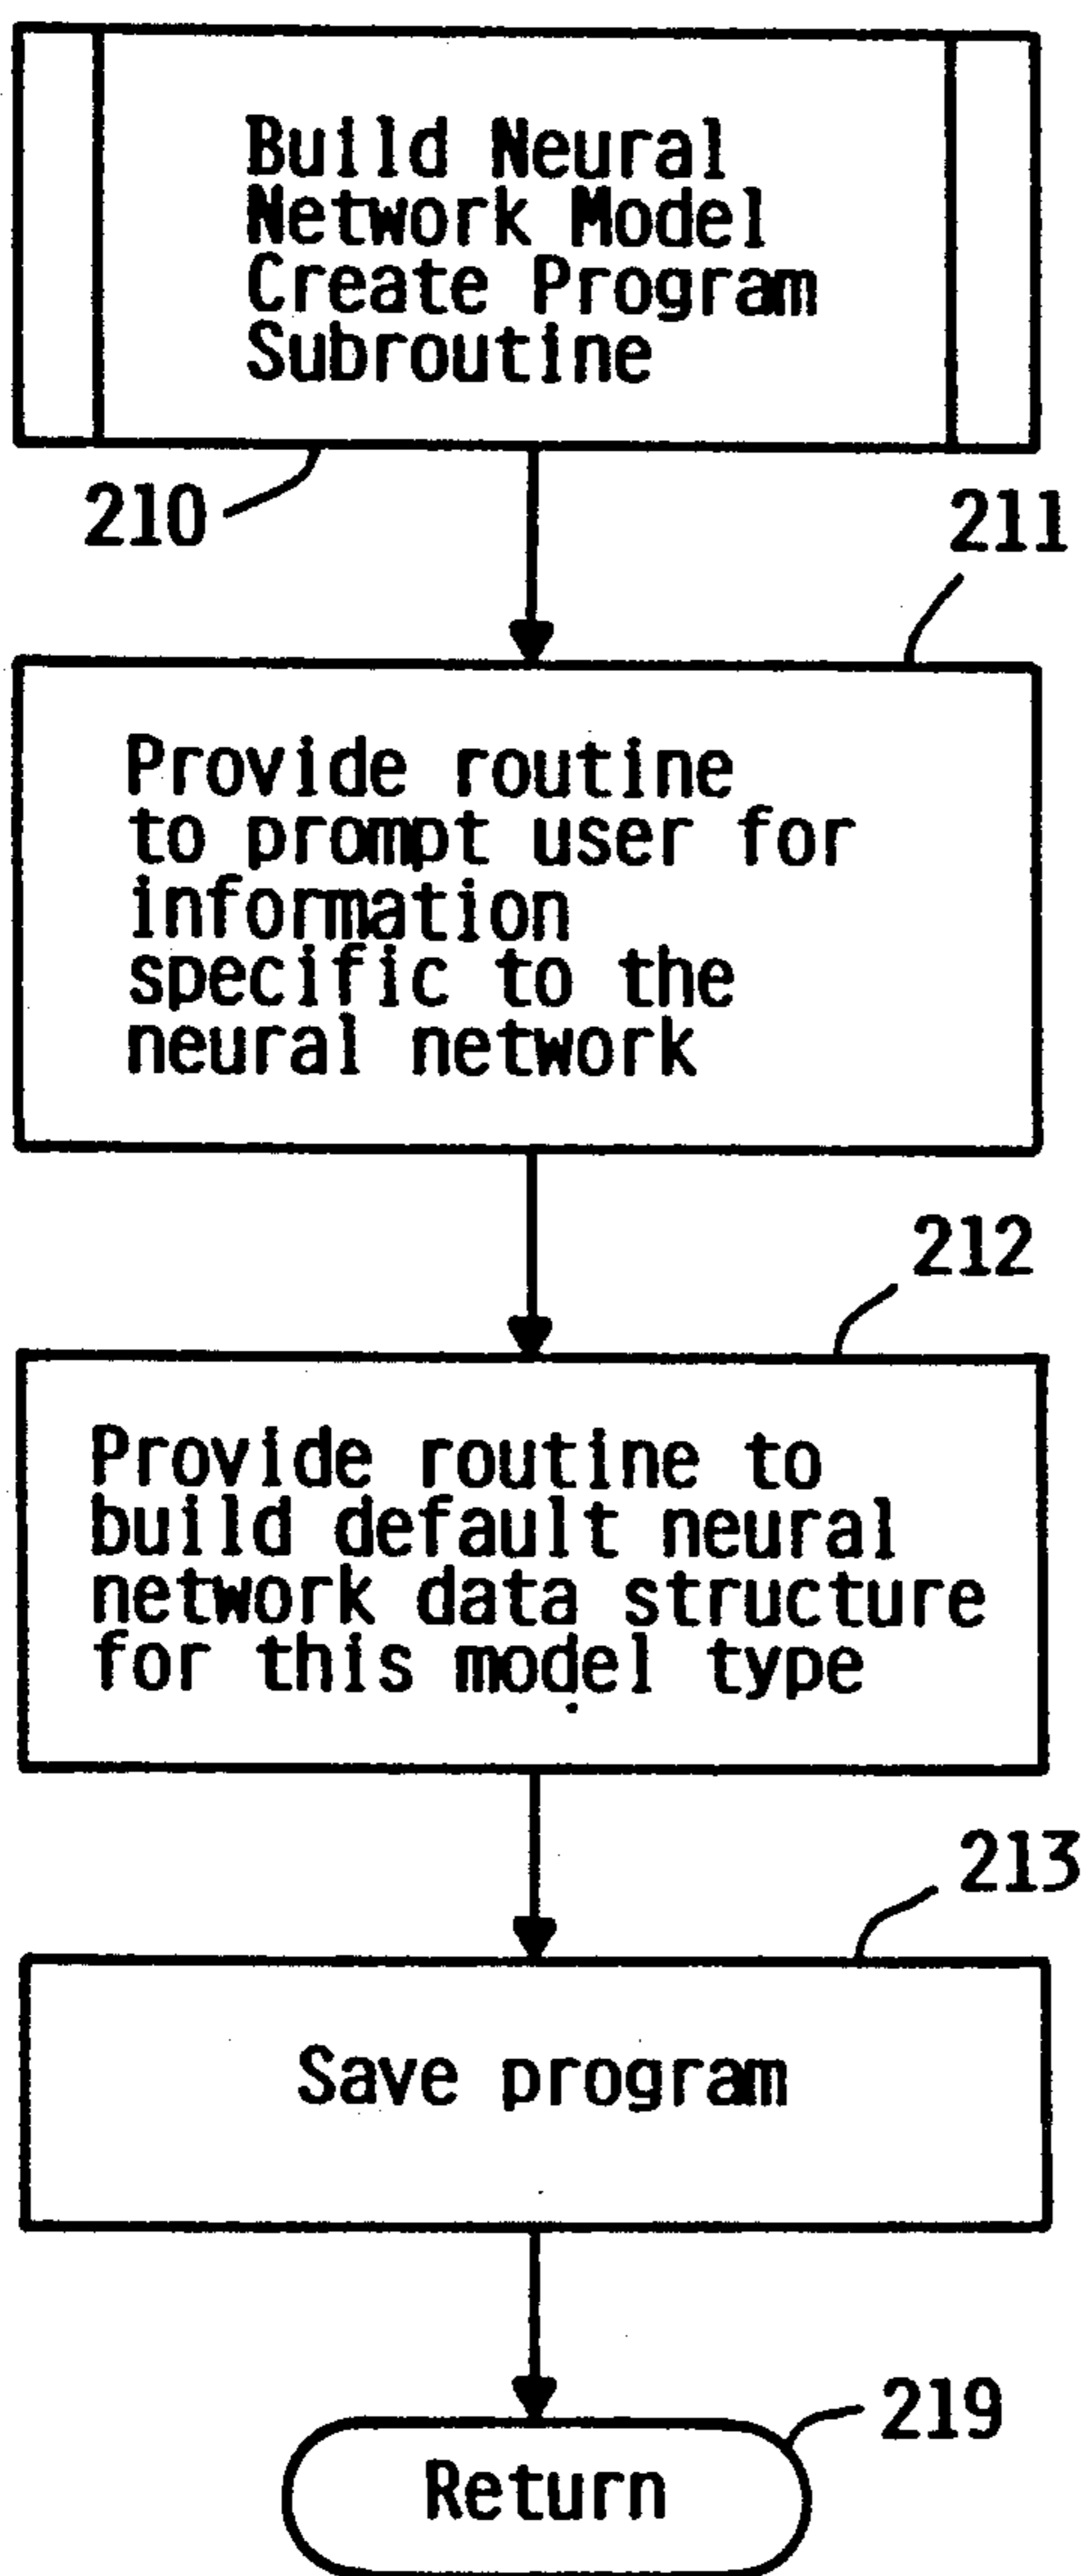 Build Neural
Network Model
Create Program
Subroutine
210
211
Provide routine
to prompt user for
information
specific to the
neural network
212
Provide routine to
build default neural
network data structure
for this model type
213
Save program
219
Return